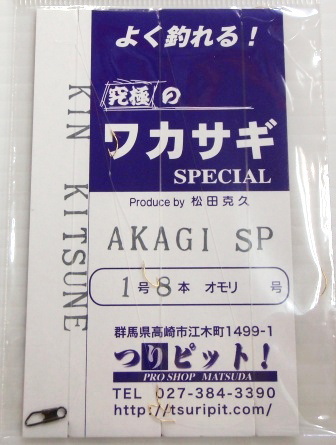 よく釣れる！
究極の
ワカサギ
SPECIAL
Produce by 松田克久
KIN KITSUNE
AKAGI SP
1号8本 オモリ 号
群馬県高崎市江木町1499-1
つりピット！
PRO SHOP MATSUDA
TEL 027-384-3390
http://tsuripit.com/